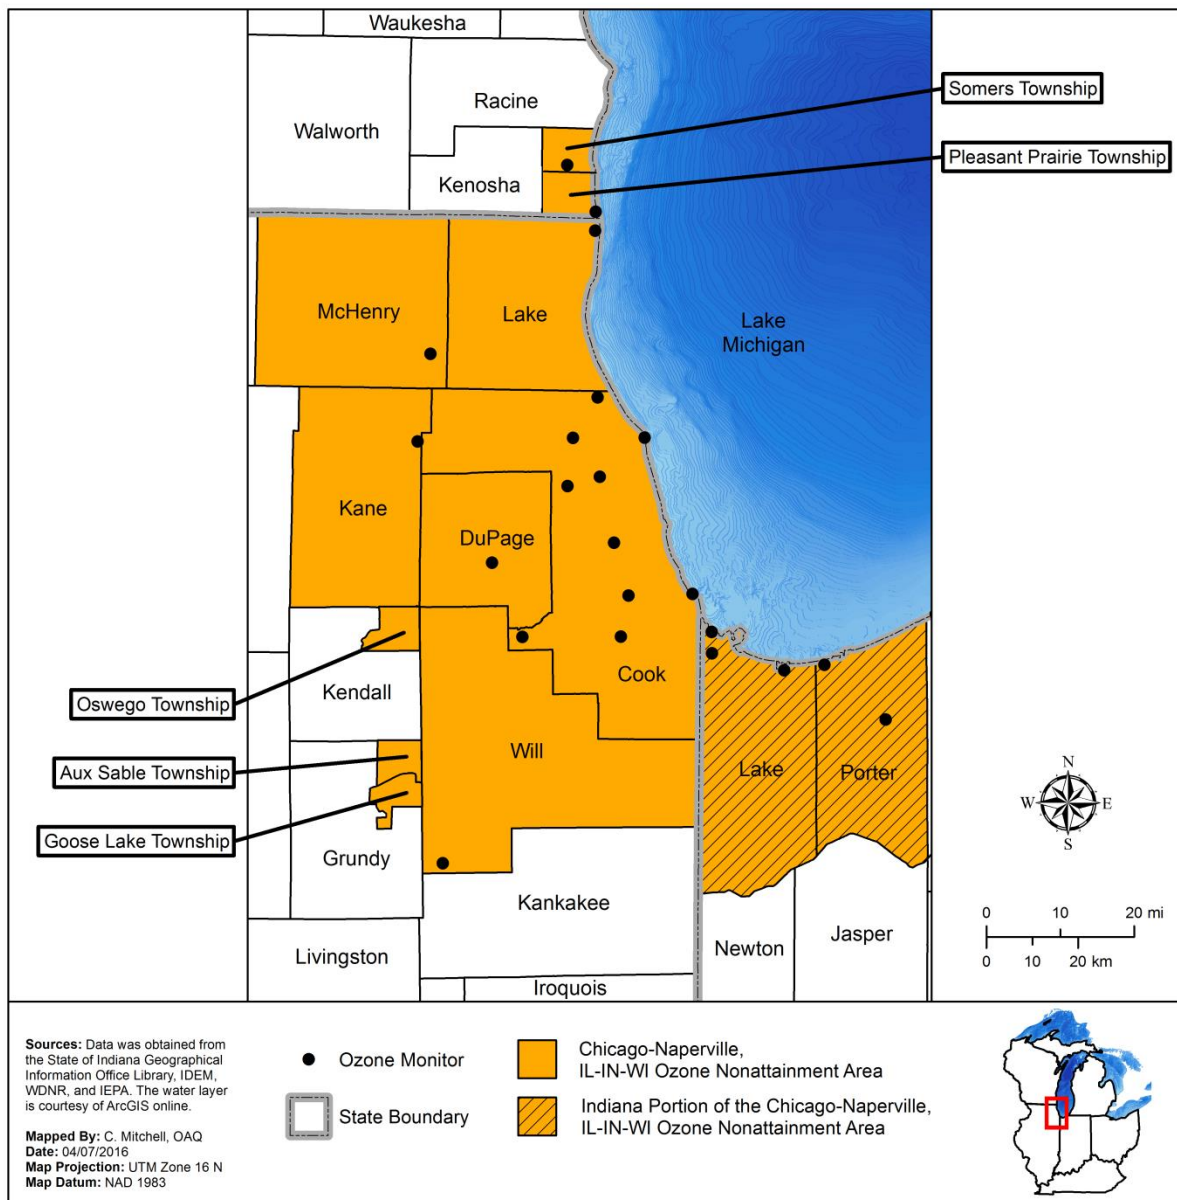 Waukesha
Somers Township
Racine
Walworth
Pleasant Prairie Township
Kenosha
McHenry
Lake
Lake
Michigan
Kane
DuPage
Cook
Oswego Township
Kendall
Will
Aux Sable Township
Lake
Porter
Goose Lake Township
Grundy
Kankakee
Livingston
Newton
Jasper
Iroquois
N
W
E
S
0 10 20 mi
0 10 20 km
Sources: Data was obtained from
the State of Indiana Geographical
Information Office Library, IDEM,
WDNR, and IEPA. The water layer
is courtesy of ArcGIS online.
Mapped By: C. Mitchell, OAQ
Date: 04/07/2016
Map Projection: UTM Zone 16 N
Map Datum: NAD 1983
Ozone Monitor
State Boundary
Chicago-Naperville,
IL-IN-WI Ozone Nonattainment Area
Indiana Portion of the Chicago-Naperville,
IL-IN-WI Ozone Nonattainment Area